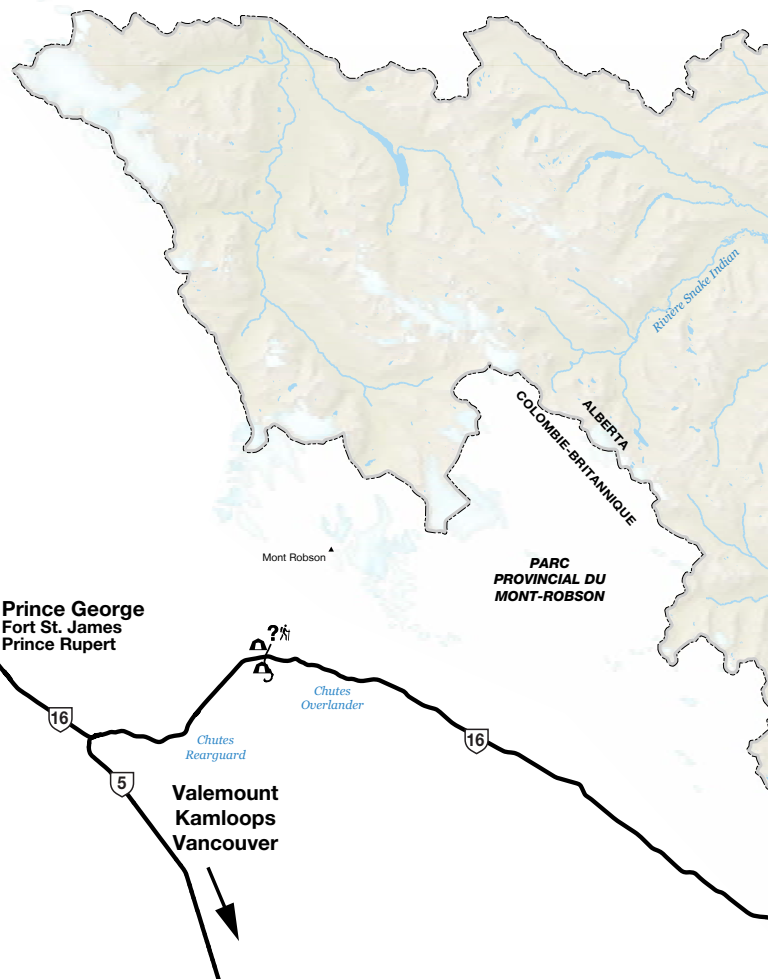 Rivière Snake Indian
ALBERTA
COLOMBIE-BRITANNIQUE
Mont Robson
PARC
PROVINCIAL DU
MONT-ROBSON
Prince George
Fort St. James
Prince Rupert
?
Chutes
Overlander
16
Chutes
Rearguard
16
5
Valemount
Kamloops
Vancouver